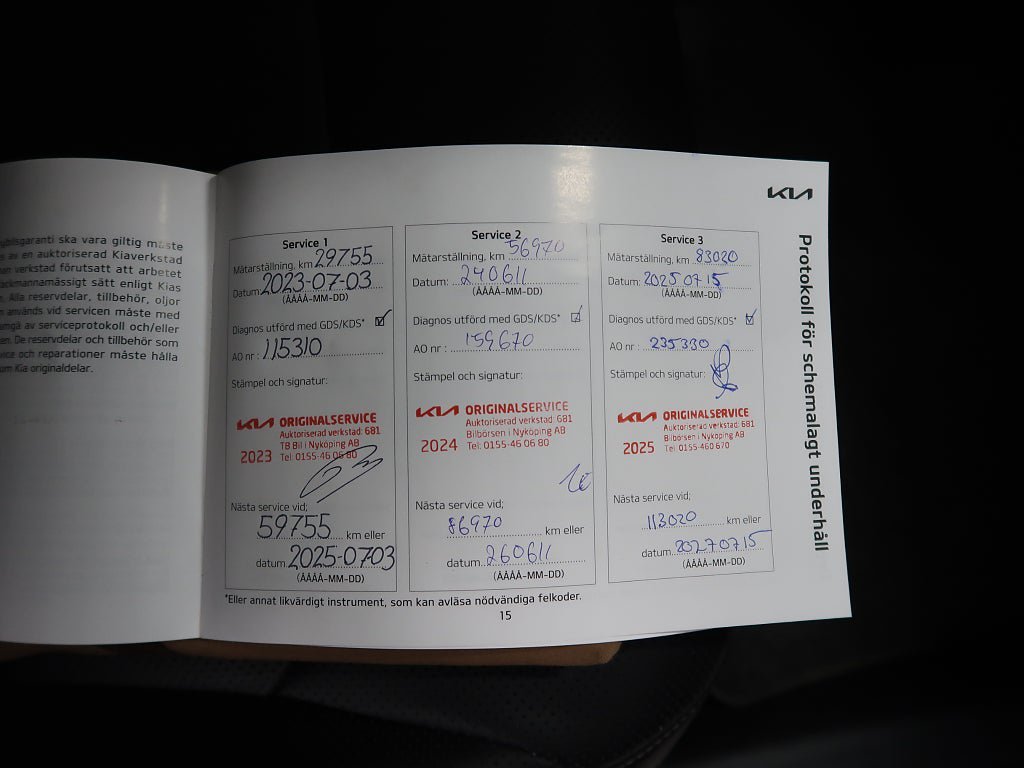 ybilsgaranti ska vara giltig måste
s av en auktoriserad Kiaverkstad
nan verkstad förutsatt att arbetet
ackmannamässigt sätt enligt Kias
n. Alla reservdelar, tillbehör, oljor
m används vid servicen måste med
amgå av serviceprotokoll och/eller
en. De reservdelar och tillbehör som
vice och reparationer måste hålla
om Kia originaldelar.
KIA
Protokoll för schemalagt underhåll
Service 1
Mätarställning, km 29755
Datum: 2023-07-03
(ÅÅÅÅ-MM-DD)
Diagnos utförd med GDS/KDS*
AO nr : 115310
Stämpel och signatur:
KIA ORIGINALSERVICE
Auktoriserad verkstad: 681
TB Bil i Nyköping AB
2023 Tel: 0155-46 06 80
Nästa service vid;
59755 km eller
datum 2025-07-03
(ÅÅÅÅ-MM-DD)
Service 2
Mätarställning, km 56970
Datum: 240611
(ÅÅÅÅ-MM-DD)
Diagnos utförd med GDS/KDS*
AO nr : 159670
Stämpel och signatur:
KIA ORIGINALSERVICE
Auktoriserad verkstad: 681
Bilbörsen i Nyköping AB
2024 Tel: 0155-46 06 80
Nästa service vid;
86970 km eller
datum 260611
(ÅÅÅÅ-MM-DD)
Service 3
Mätarställning, km 83020
Datum: 2025 07 15
(ÅÅÅÅ-MM-DD)
Diagnos utförd med GDS/KDS*
AO nr : 235330
Stämpel och signatur:
KIA ORIGINALSERVICE
Auktoriserad verkstad: 681
Bilbörsen i Nyköping AB
2025 Tel: 0155-460 670
Nästa service vid;
113020 km eller
datum 20270715
(ÅÅÅÅ-MM-DD)
*Eller annat likvärdigt instrument, som kan avläsa nödvändiga felkoder.
15